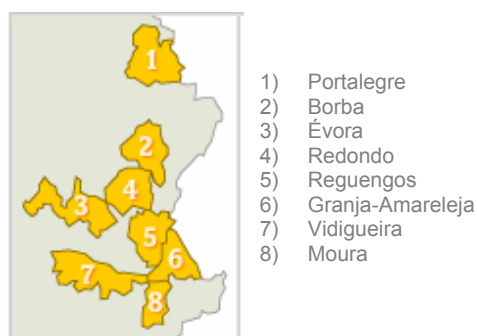 1
2
3
4
5
6
7
8
1) Portalegre
2) Borba
3) Évora
4) Redondo
5) Reguengos
6) Granja-Amareleja
7) Vidigueira
8) Moura